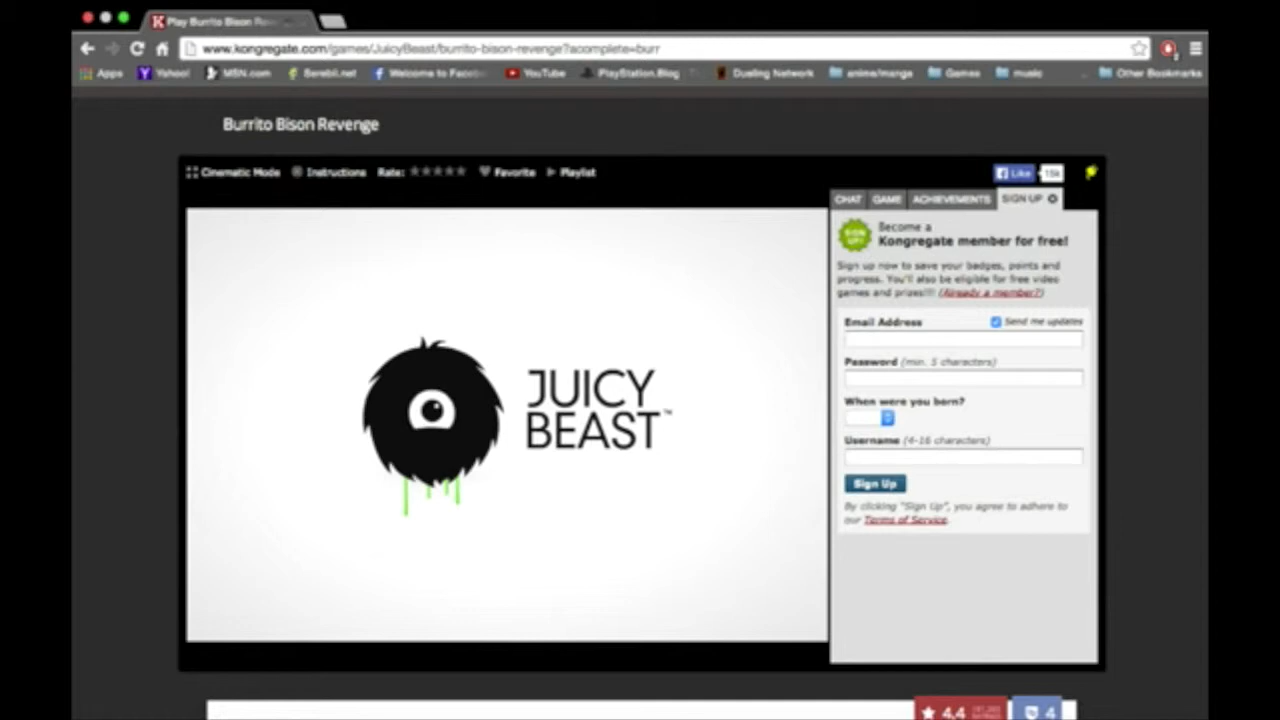 Play Burrito Bison Reve
www.kongregate.com/games/JuicyBeast/burrito-bison-revenge?acomplete=burr
Apps Yahoo! MSN.com Serebii.net Welcome to Faceb YouTube PlayStation.Blog Dueling Network anime/manga Games music Other Bookmarks
Burrito Bison Revenge
Cinematic Mode Instructions Rate: Favorite Playlist Like 15k
CHAT GAME ACHIEVEMENTS SIGN UP
SIGN UP!
Become a
Kongregate member for free!
Sign up now to save your badges, points and
progress. You'll also be eligible for free video
games and prizes!!! (Already a member?)
Email Address Send me updates
Password (min. 5 characters)
When were you born?
Username (4-16 characters)
Sign Up
By clicking "Sign Up", you agree to adhere to
our Terms of Service.
JUICY
BEAST™
4.4 4